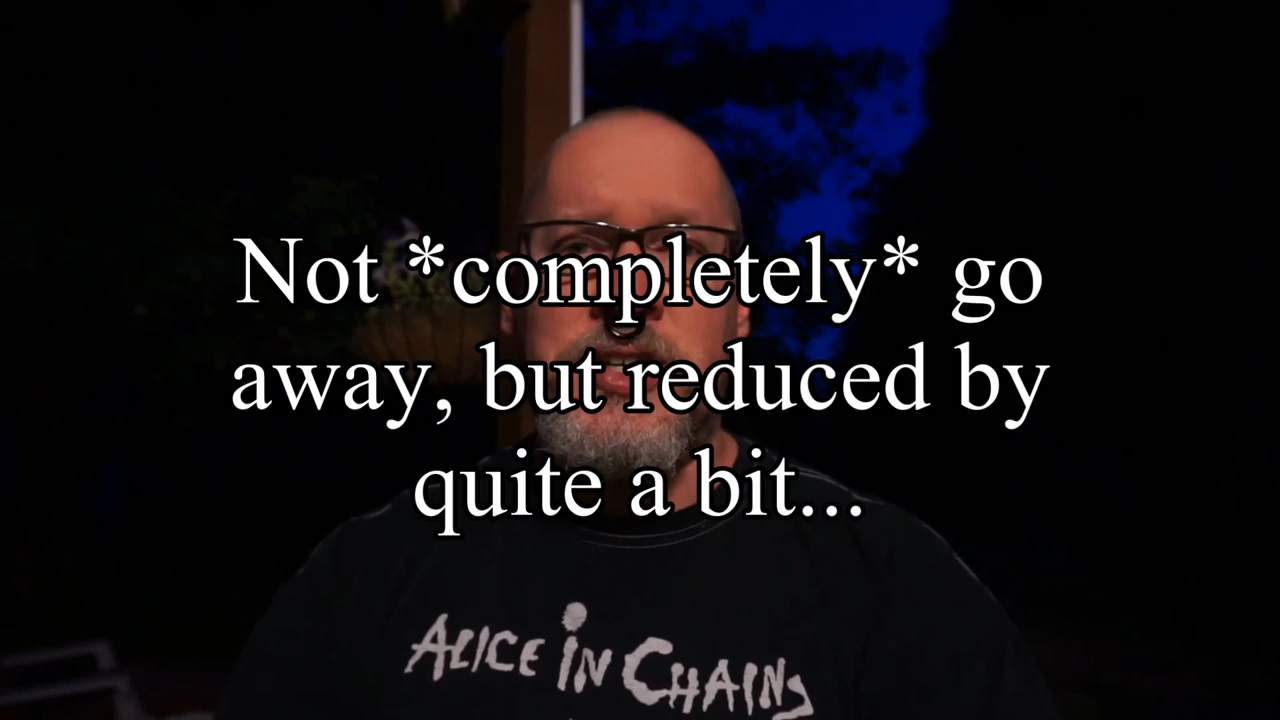 Not *completely* go
away, but reduced by
quite a bit...
ALICE IN CHAINS